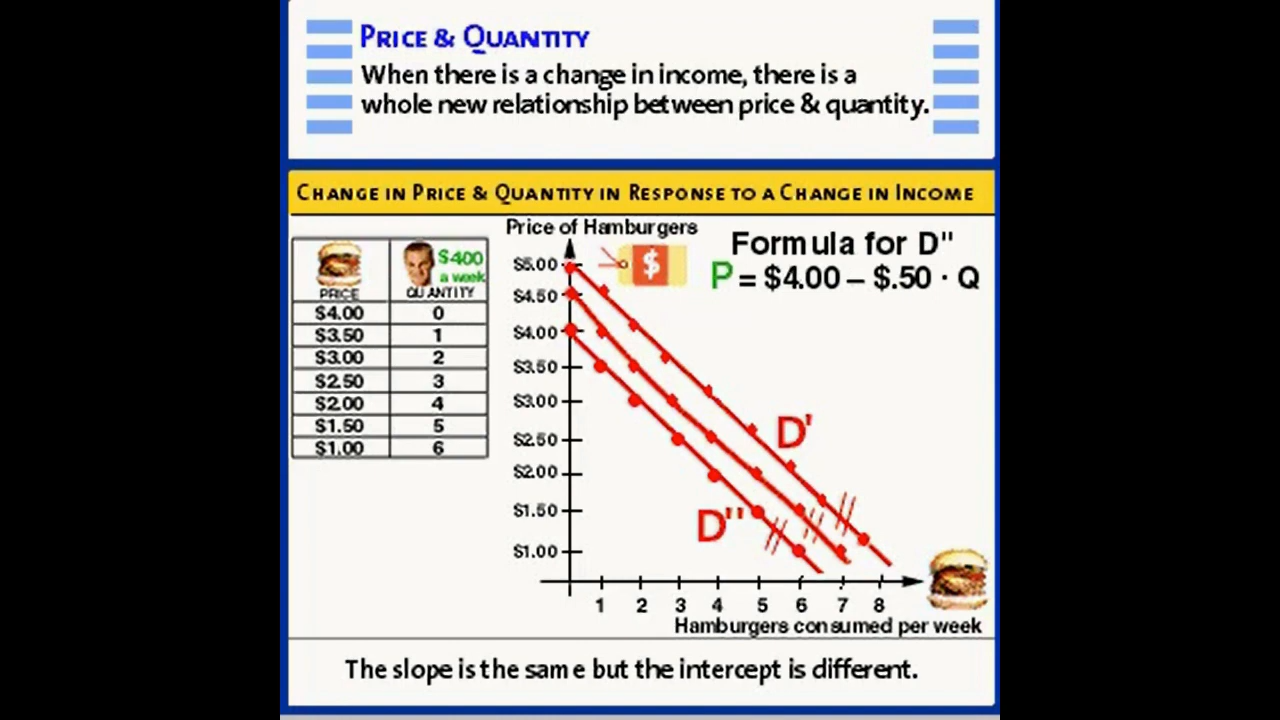 PRICE & QUANTITY
When there is a change in income, there is a
whole new relationship between price & quantity.
CHANGE IN PRICE & QUANTITY IN RESPONSE TO A CHANGE IN INCOME
$400
a week
PRICE QUANTITY
$4.00 0
$3.50 1
$3.00 2
$2.50 3
$2.00 4
$1.50 5
$1.00 6
Price of Hamburgers
$
Formula for D"
P = $4.00 – $.50 · Q
$5.00
$4.50
$4.00
$3.50
$3.00
$2.50
$2.00
$1.50
$1.00
D'
D''
1 2 3 4 5 6 7 8
Hamburgers consumed per week
The slope is the same but the intercept is different.